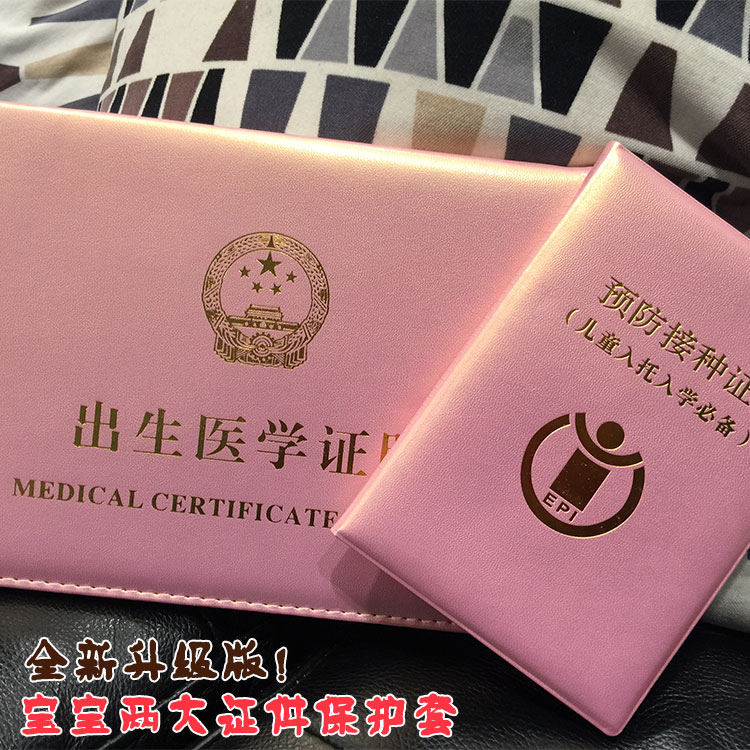 出生医学证
MEDICAL CERTIFICATE
预防接种证
(儿童入托入学必备)
EPI
全新升级版!
宝宝两大证件保护套